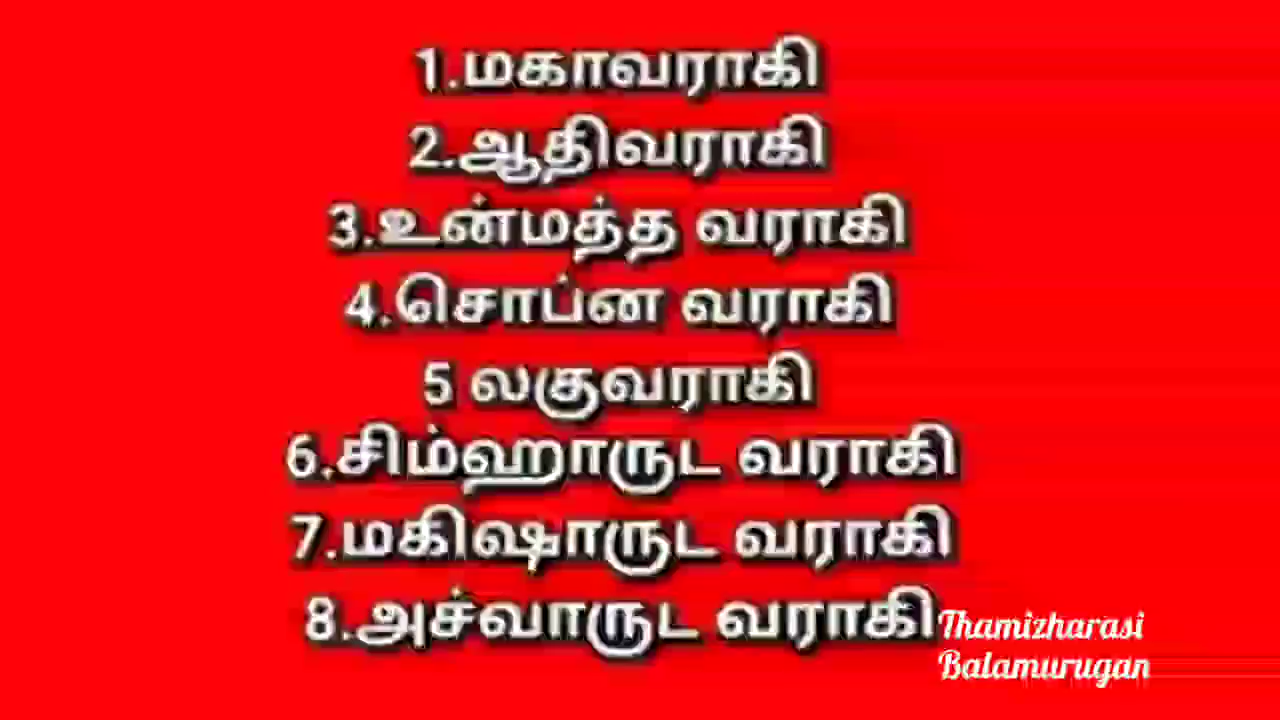 1.மகாவராகி
2.ஆதிவராகி
3.உன்மத்த வராகி
4.சொப்ன வராகி
5 லகுவராகி
6.சிம்ஹாருட வராகி
7.மகிஷாருட வராகி
8.அச்வாருட வராகி
Thamizharasi
Balamurugan